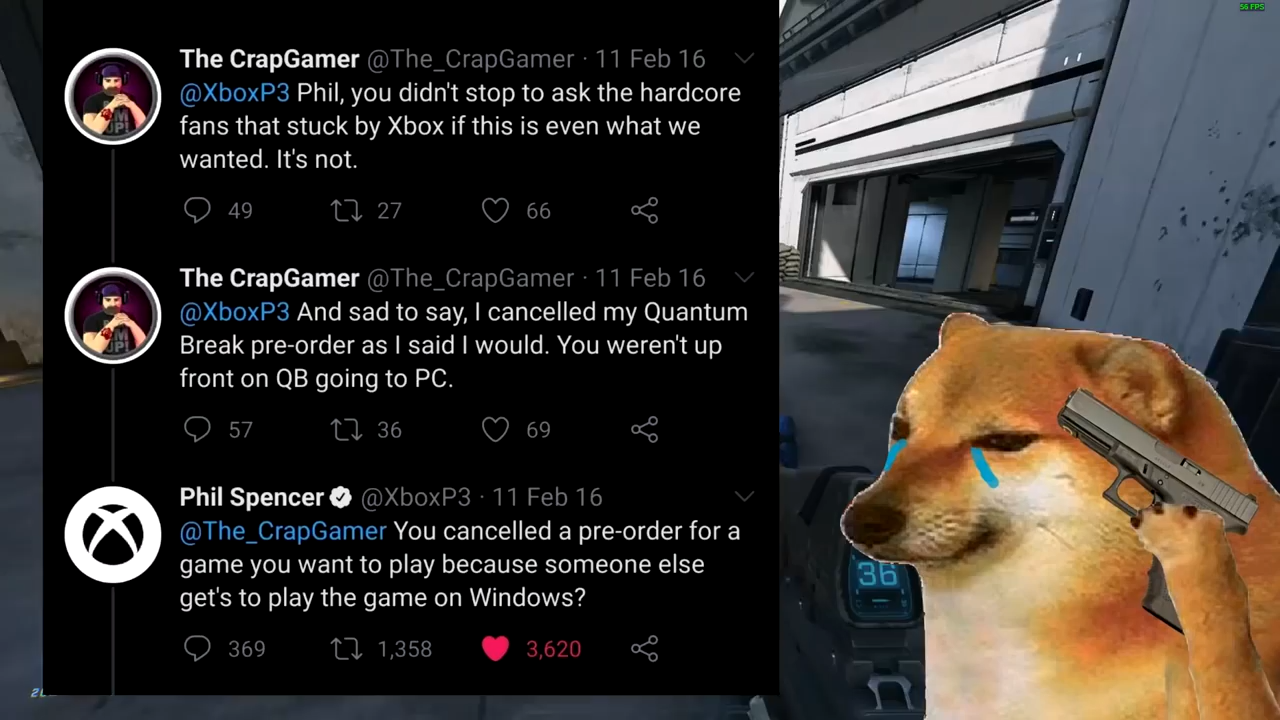 56 FPS
The CrapGamer @The_CrapGamer · 11 Feb 16
@XboxP3 Phil, you didn't stop to ask the hardcore
fans that stuck by Xbox if this is even what we
wanted. It's not.
49 27 66
The CrapGamer @The_CrapGamer · 11 Feb 16
@XboxP3 And sad to say, I cancelled my Quantum
Break pre-order as I said I would. You weren't up
front on QB going to PC.
57 36 69
Phil Spencer @XboxP3 · 11 Feb 16
@The_CrapGamer You cancelled a pre-order for a
game you want to play because someone else
get's to play the game on Windows?
369 1,358 3,620
36